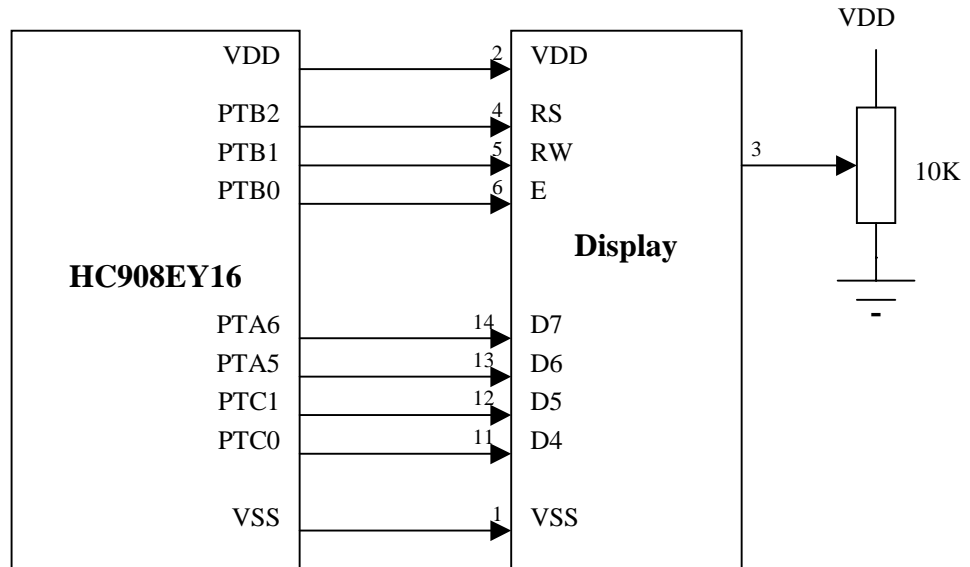 VDD
VDD 2 VDD
PTB2 4 RS
PTB1 5 RW 3
PTB0 6 E 10K
Display
HC908EY16
PTA6 14 D7
PTA5 13 D6
PTC1 12 D5
PTC0 11 D4
VSS 1 VSS